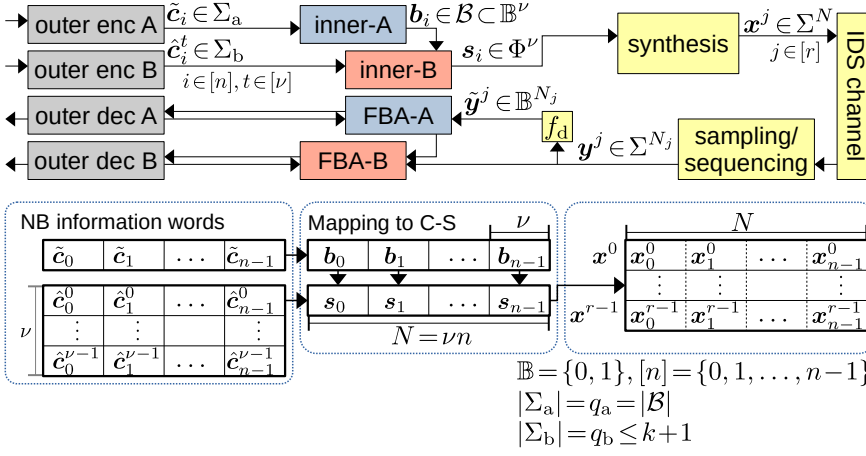 outer enc A
c̃_i ∈ Σ_a
inner-A
b_i ∈ ℬ ⊂ 𝔹^ν
outer enc B
ĉ_i^t ∈ Σ_b
i ∈ [n], t ∈ [ν]
inner-B
s_i ∈ Φ^ν
synthesis
x^j ∈ Σ^N
j ∈ [r]
IDS channel
outer dec A
FBA-A
ỹ^j ∈ 𝔹^{N_j}
f_d
outer dec B
FBA-B
y^j ∈ Σ^{N_j}
sampling/
sequencing
NB information words
c̃_0 c̃_1 ... c̃_{n-1}
ĉ_0^0 ĉ_1^0 ... ĉ_{n-1}^0
ν ⋮ ⋮ ⋮
ĉ_0^{ν-1} ĉ_1^{ν-1} ... ĉ_{n-1}^{ν-1}
Mapping to C-S
ν
b_0 b_1 ... b_{n-1}
s_0 s_1 ... s_{n-1}
N = νn
N
x^0 x_0^0 x_1^0 ... x_{n-1}^0
⋮ ⋮ ⋮
x^{r-1} x_0^{r-1} x_1^{r-1} ... x_{n-1}^{r-1}
𝔹 = {0, 1}, [n] = {0, 1, ..., n-1}
|Σ_a| = q_a = |ℬ|
|Σ_b| = q_b ≤ k+1